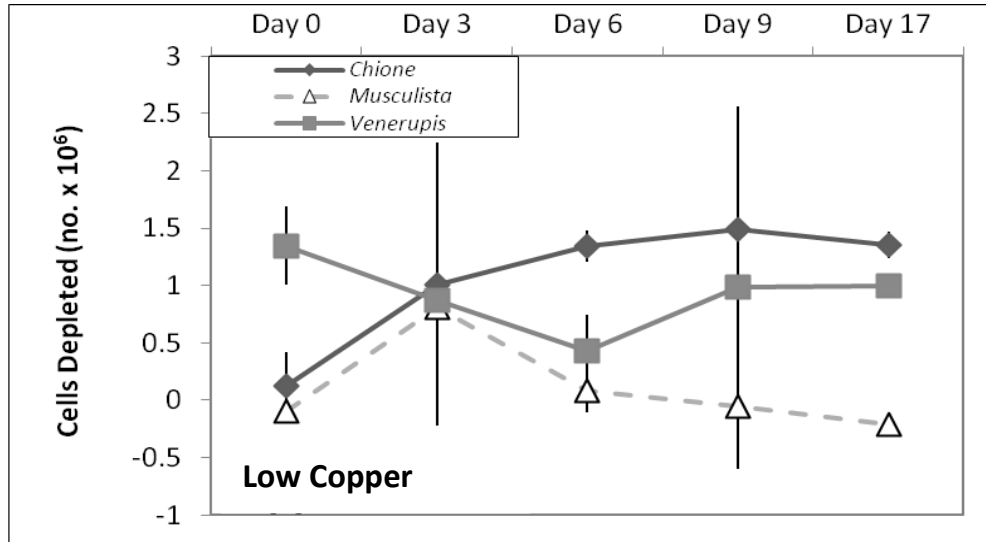 Day 0 Day 3 Day 6 Day 9 Day 17
3
Chione
Musculista
Venerupis
2.5
2
1.5
1
0.5
0
-0.5
-1
Cells Depleted (no. x 10⁶)
Low Copper